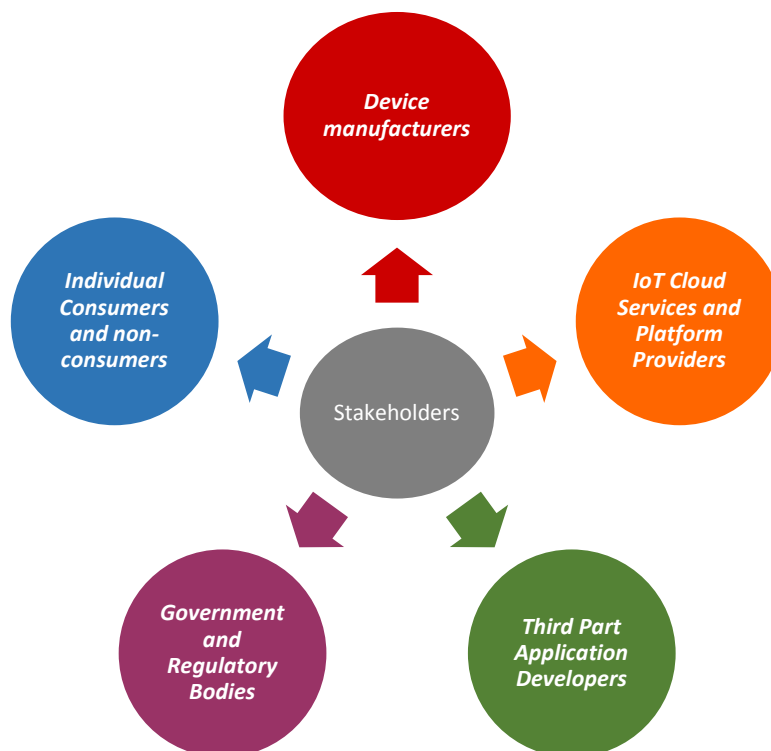 Device
manufacturers
Individual
Consumers
and non-
consumers
IoT Cloud
Services and
Platform
Providers
Stakeholders
Government
and
Regulatory
Bodies
Third Part
Application
Developers